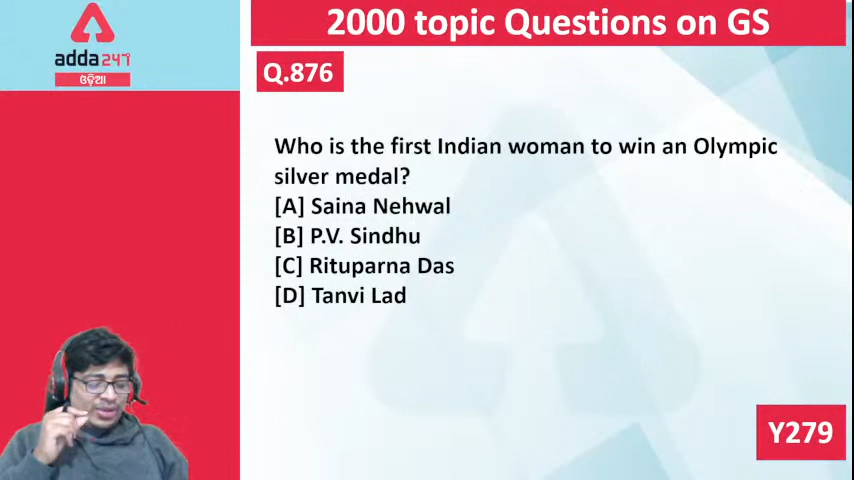 2000 topic Questions on GS
adda247
ଓଡ଼ିଆ
Q.876
Who is the first Indian woman to win an Olympic
silver medal?
[A] Saina Nehwal
[B] P.V. Sindhu
[C] Rituparna Das
[D] Tanvi Lad
Y279